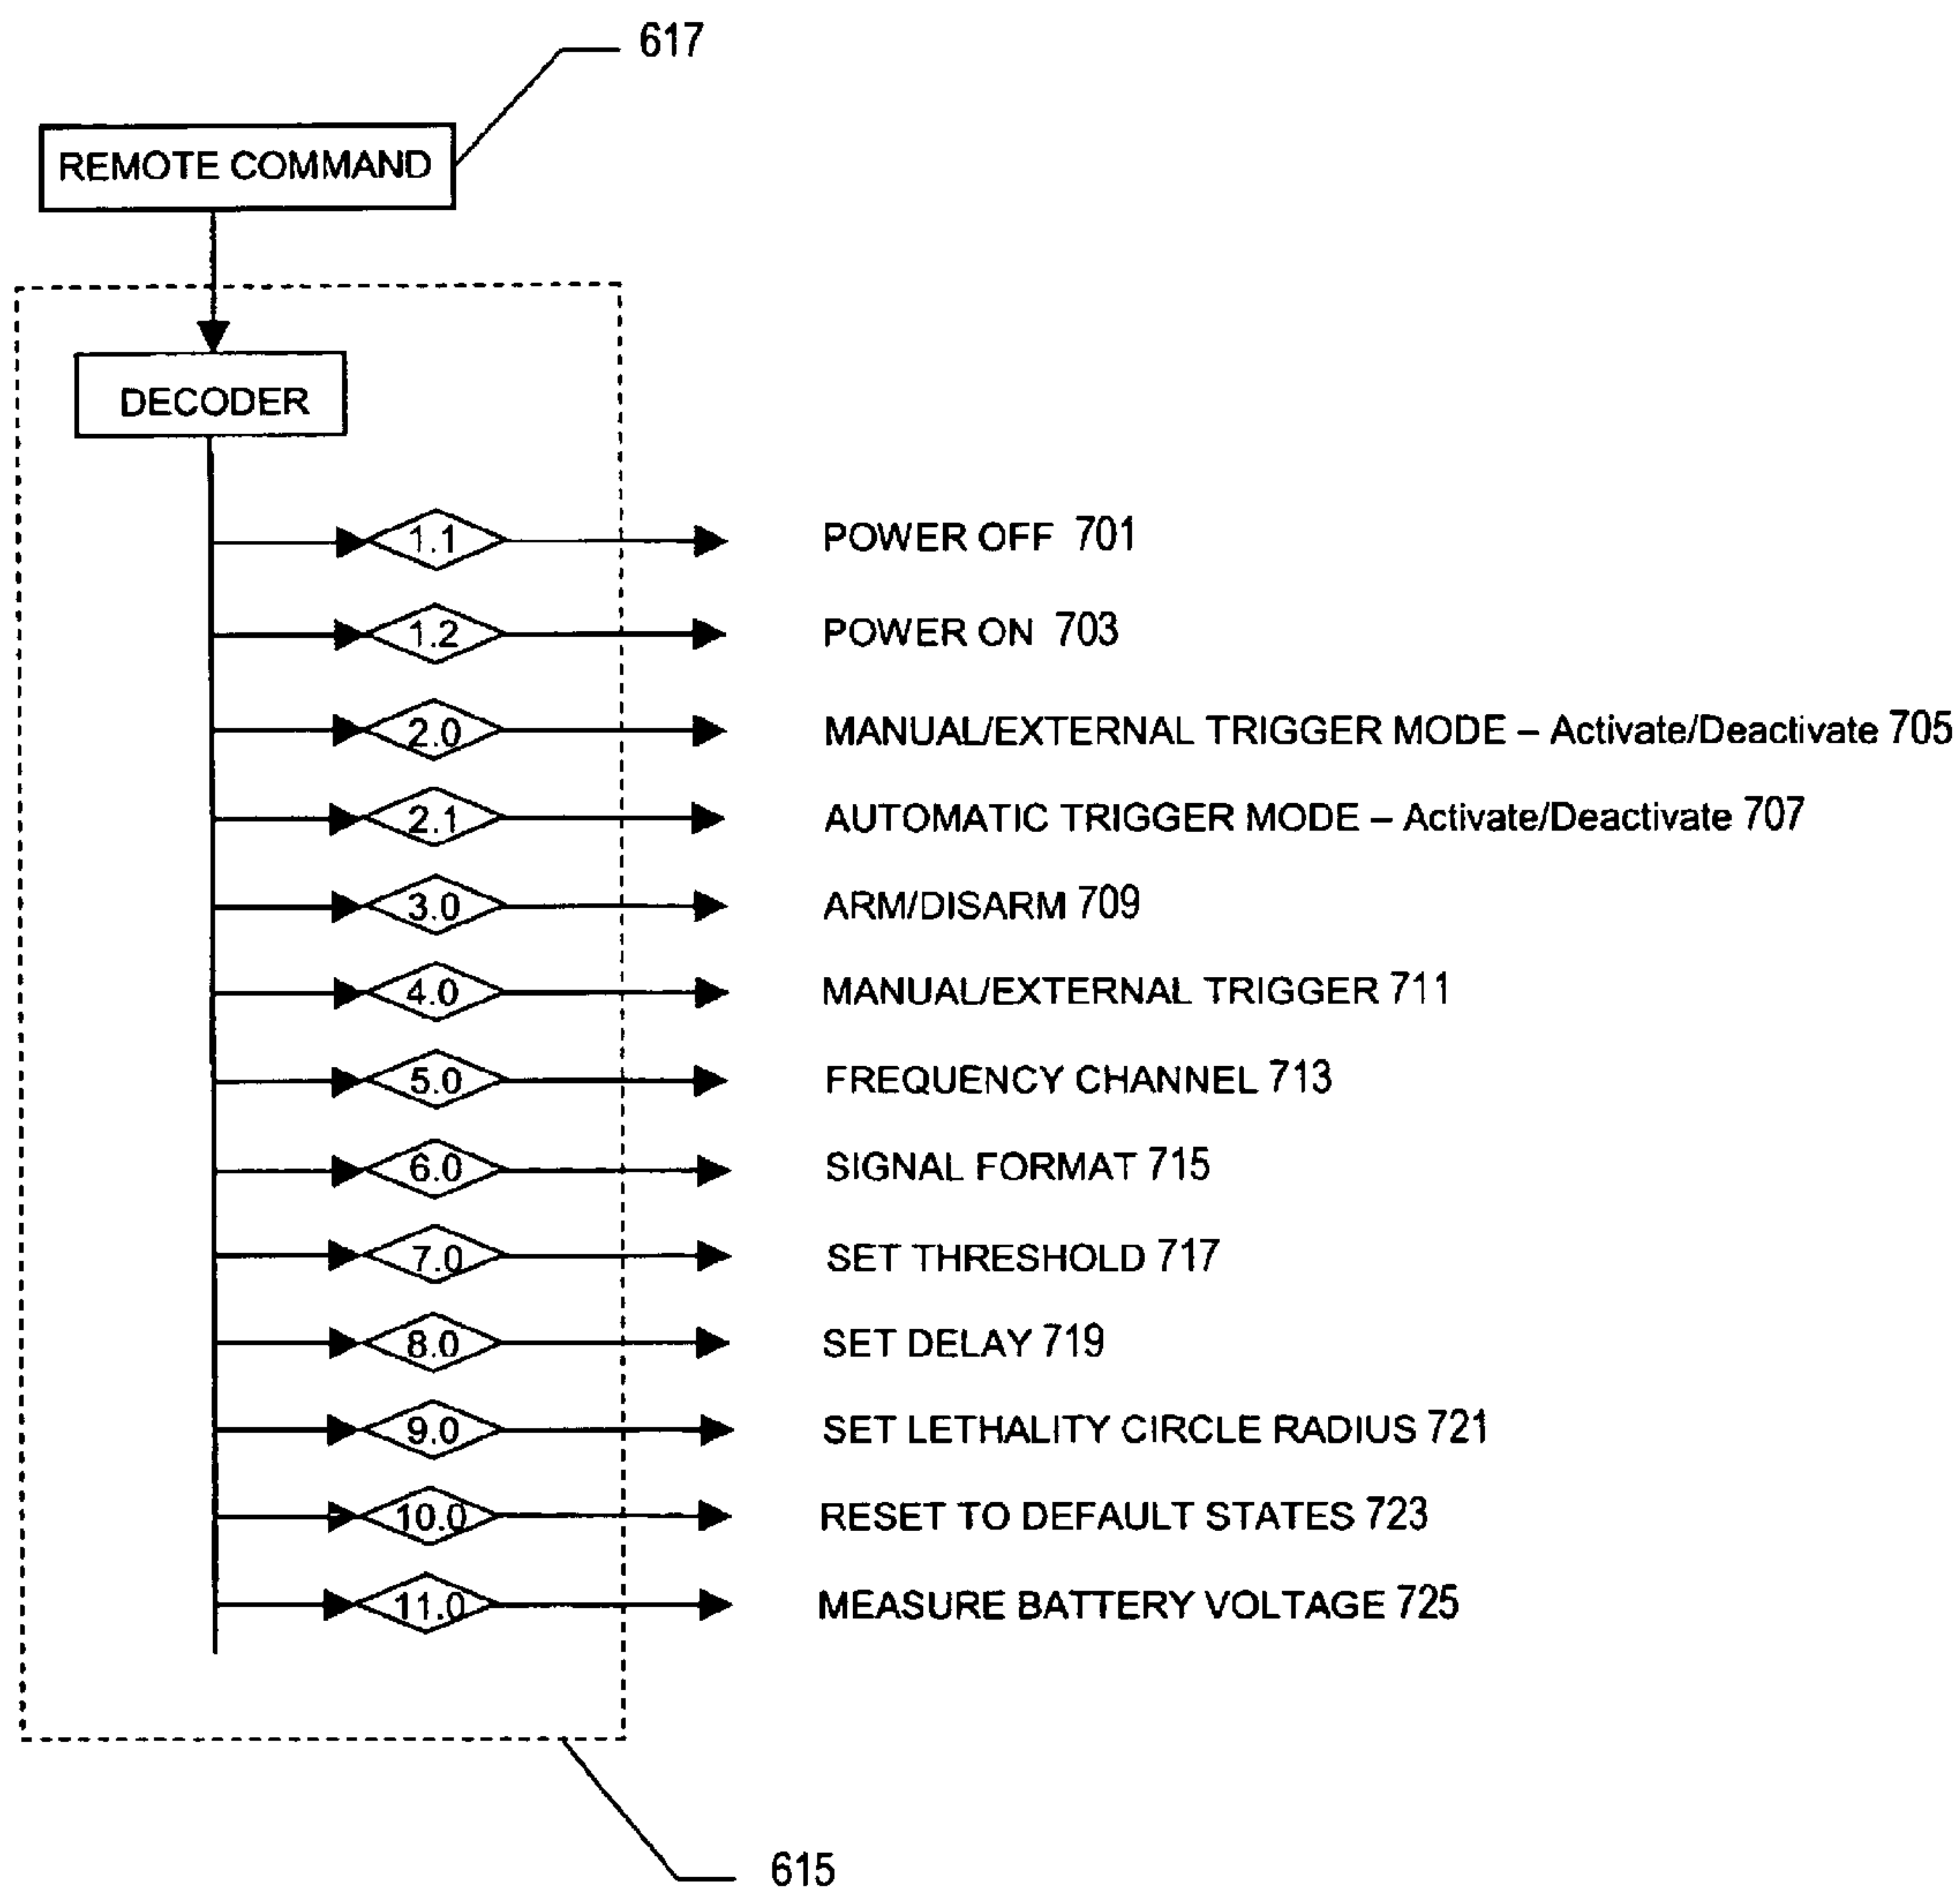 617
REMOTE COMMAND
DECODER
1.1 POWER OFF 701
1.2 POWER ON 703
2.0 MANUAL/EXTERNAL TRIGGER MODE – Activate/Deactivate 705
2.1 AUTOMATIC TRIGGER MODE – Activate/Deactivate 707
3.0 ARM/DISARM 709
4.0 MANUAL/EXTERNAL TRIGGER 711
5.0 FREQUENCY CHANNEL 713
6.0 SIGNAL FORMAT 715
7.0 SET THRESHOLD 717
8.0 SET DELAY 719
9.0 SET LETHALITY CIRCLE RADIUS 721
10.0 RESET TO DEFAULT STATES 723
11.0 MEASURE BATTERY VOLTAGE 725
615